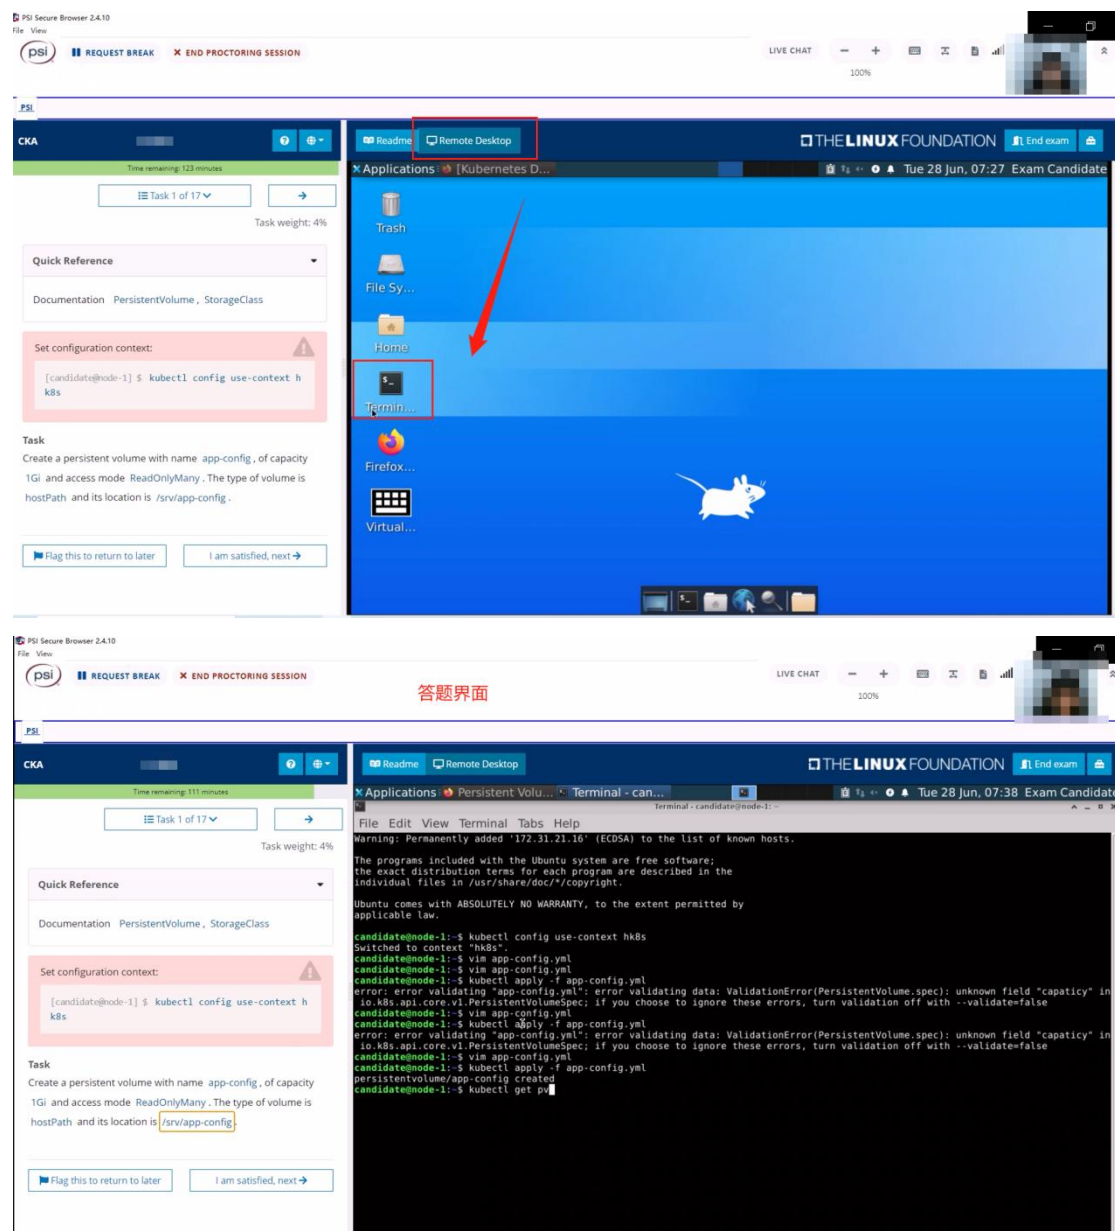 PSI Secure Browser 2.4.10
File View
psi REQUEST BREAK × END PROCTORING SESSION LIVE CHAT − +
100%
PSI
CKA Readme Remote Desktop THE LINUX FOUNDATION End exam
Time remaining: 123 minutes
Applications [Kubernetes D... Tue 28 Jun, 07:27 Exam Candidate
Task 1 of 17
Task weight: 4%
Trash
Quick Reference
File Sy...
Documentation PersistentVolume , StorageClass
Home
Set configuration context:
[candidate@node-1] $ kubectl config use-context h
k8s
Termin...
Task
Create a persistent volume with name app-config , of capacity
1Gi and access mode ReadOnlyMany . The type of volume is
hostPath and its location is /srv/app-config .
Firefox...
Virtual...
Flag this to return to later I am satisfied, next
PSI Secure Browser 2.4.10
File View
psi REQUEST BREAK × END PROCTORING SESSION LIVE CHAT − +
100%
答题界面
PSI
CKA Readme Remote Desktop THE LINUX FOUNDATION End exam
Time remaining: 111 minutes
Applications Persistent Volu... Terminal - can... Tue 28 Jun, 07:38 Exam Candidate
Task 1 of 17
Task weight: 4%
Quick Reference
Documentation PersistentVolume , StorageClass
Set configuration context:
[candidate@node-1] $ kubectl config use-context h
k8s
Task
Create a persistent volume with name app-config , of capacity
1Gi and access mode ReadOnlyMany . The type of volume is
hostPath and its location is /srv/app-config .
Flag this to return to later I am satisfied, next
Terminal - candidate@node-1: ~
File Edit View Terminal Tabs Help
Warning: Permanently added '172.31.21.16' (ECDSA) to the list of known hosts.
The programs included with the Ubuntu system are free software;
the exact distribution terms for each program are described in the
individual files in /usr/share/doc/*/copyright.
Ubuntu comes with ABSOLUTELY NO WARRANTY, to the extent permitted by
applicable law.
candidate@node-1:~$ kubectl config use-context hk8s
Switched to context "hk8s".
candidate@node-1:~$ vim app-config.yml
candidate@node-1:~$ vim app-config.yml
candidate@node-1:~$ kubectl apply -f app-config.yml
error: error validating "app-config.yml": error validating data: ValidationError(PersistentVolume.spec): unknown field "capaticy" in
io.k8s.api.core.v1.PersistentVolumeSpec; if you choose to ignore these errors, turn validation off with --validate=false
candidate@node-1:~$ vim app-config.yml
candidate@node-1:~$ kubectl apply -f app-config.yml
error: error validating "app-config.yml": error validating data: ValidationError(PersistentVolume.spec): unknown field "capaticy" in
io.k8s.api.core.v1.PersistentVolumeSpec; if you choose to ignore these errors, turn validation off with --validate=false
candidate@node-1:~$ vim app-config.yml
candidate@node-1:~$ kubectl apply -f app-config.yml
persistentvolume/app-config created
candidate@node-1:~$ kubectl get pv